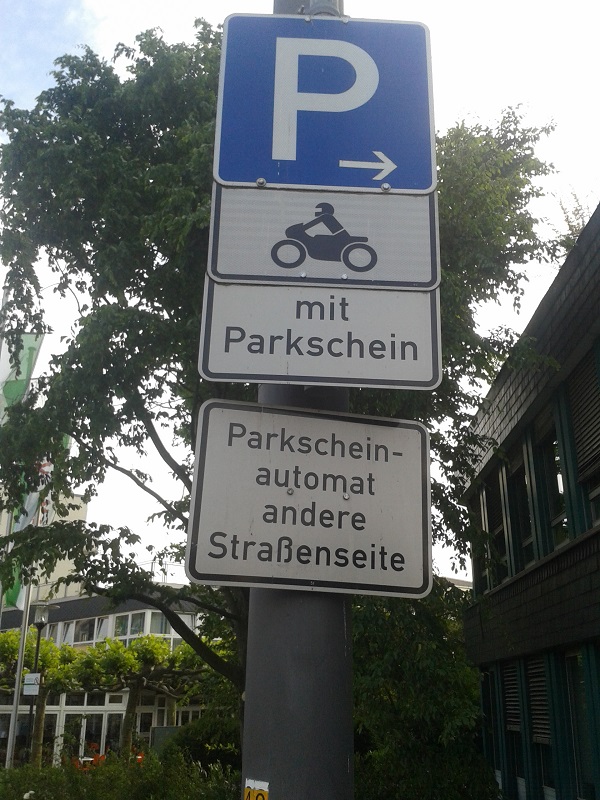 P
mit
Parkschein
Parkschein-
automat
andere
Straßenseite